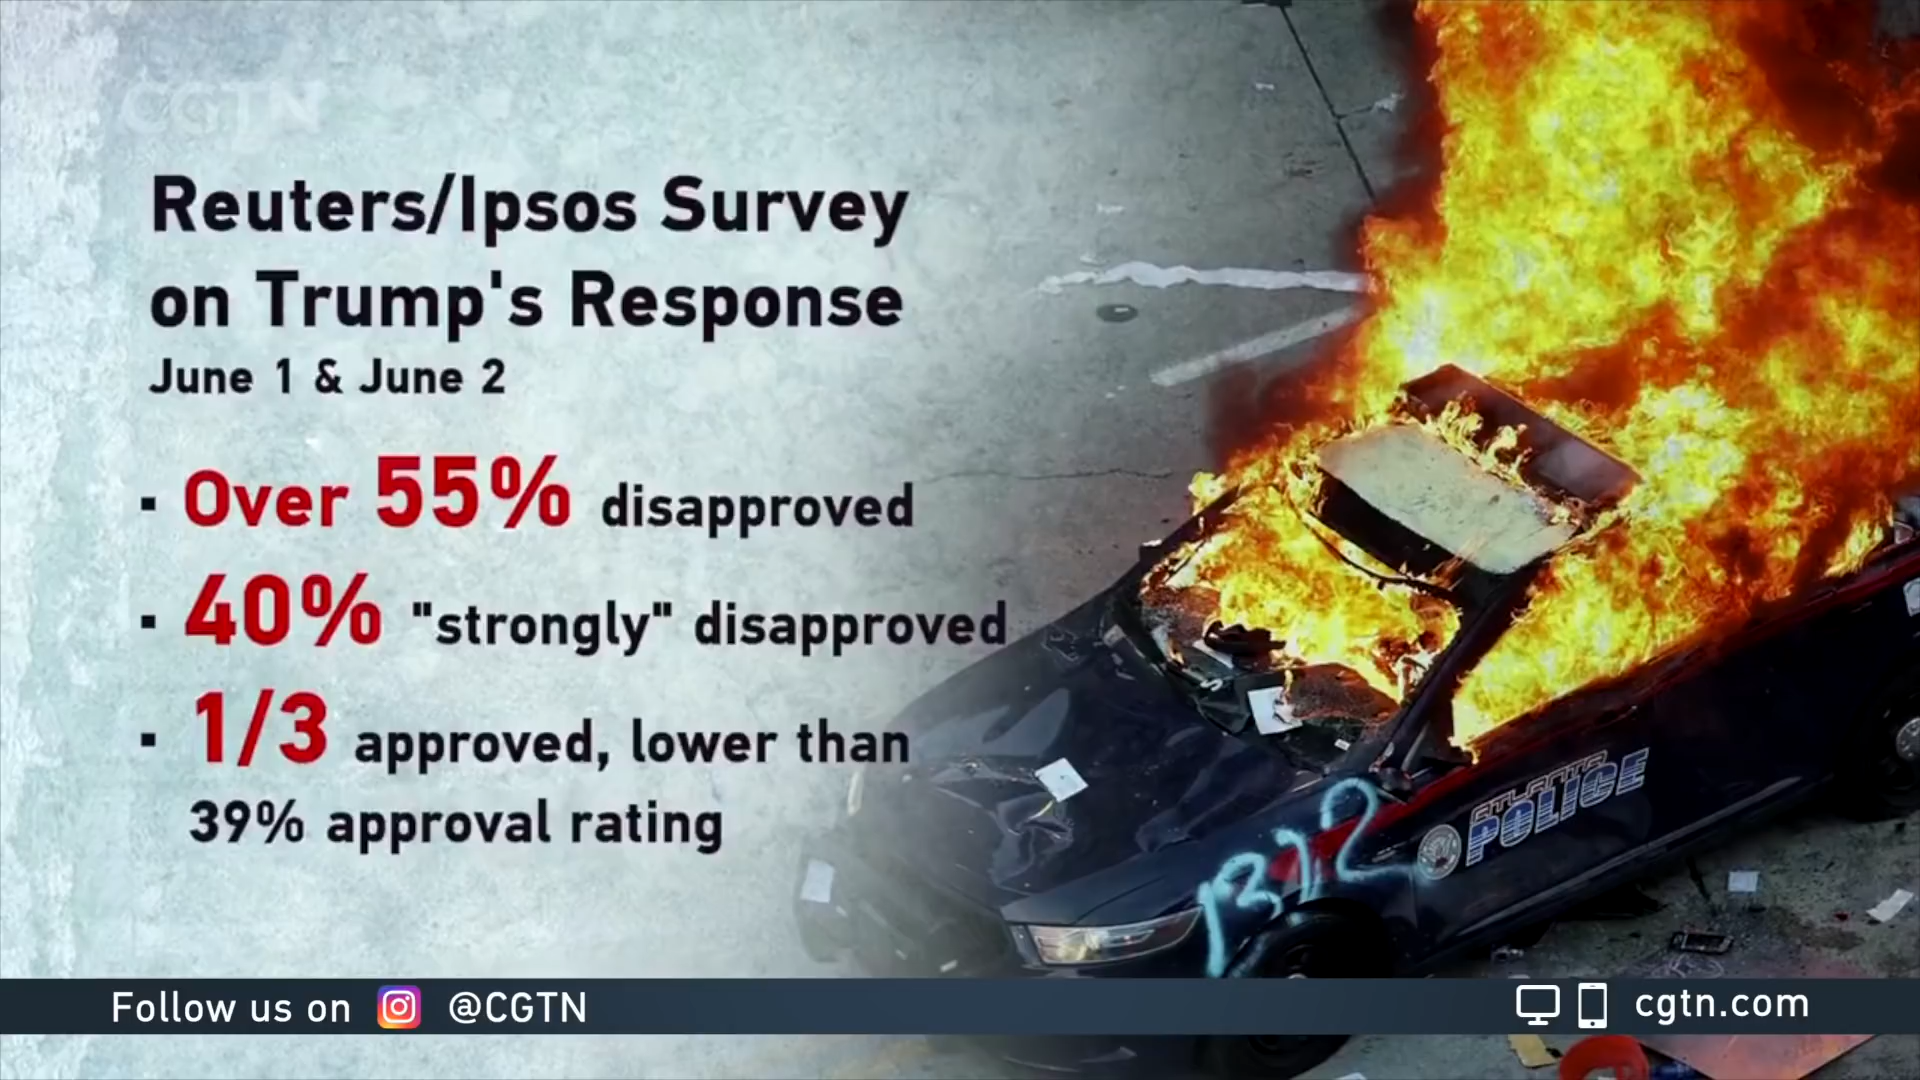 CGTN
Reuters/Ipsos Survey
on Trump's Response
June 1 & June 2
▪ Over 55% disapproved
▪ 40% "strongly" disapproved
▪ 1/3 approved, lower than
39% approval rating
ATLANTA
POLICE
Follow us on @CGTN
cgtn.com